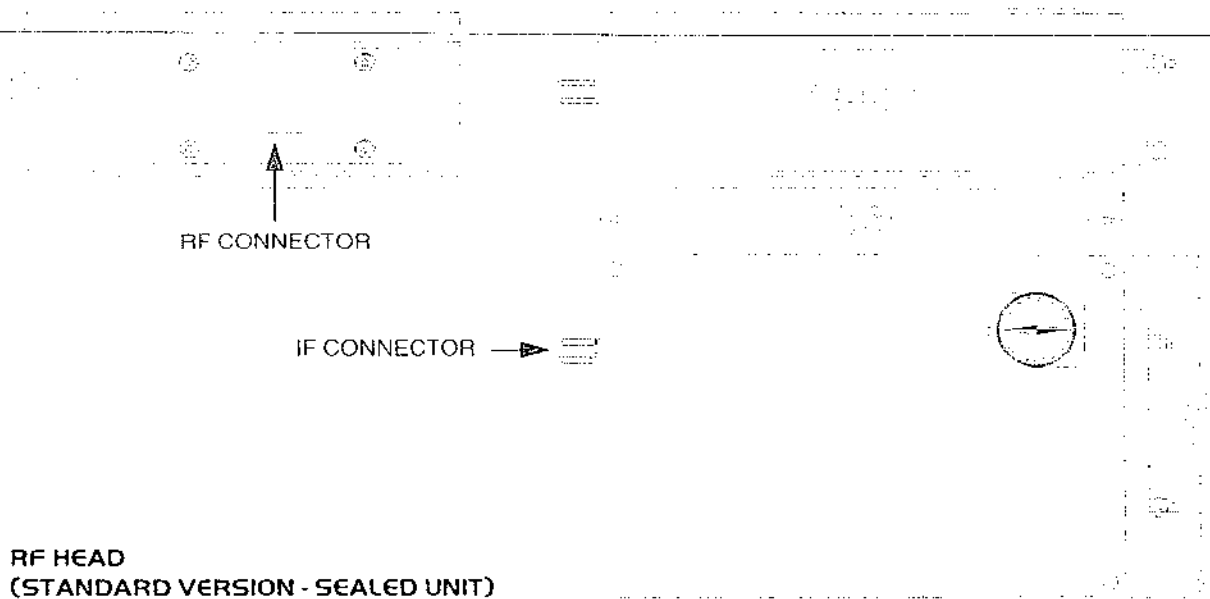 RF CONNECTOR
IF CONNECTOR
RF HEAD
(STANDARD VERSION - SEALED UNIT)